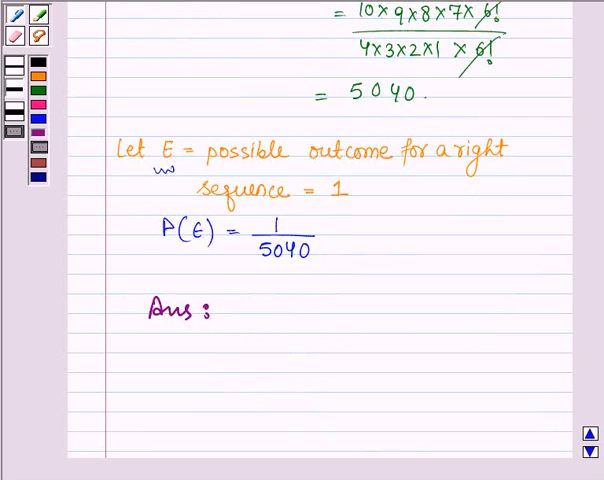 = 10 x 9 x 8 x 7 x 6!
4 x 3 x 2 x 1 x 6!
= 5040.
Let E = possible outcome for a right
sequence = 1
P(E) = 1
5040
Ans :